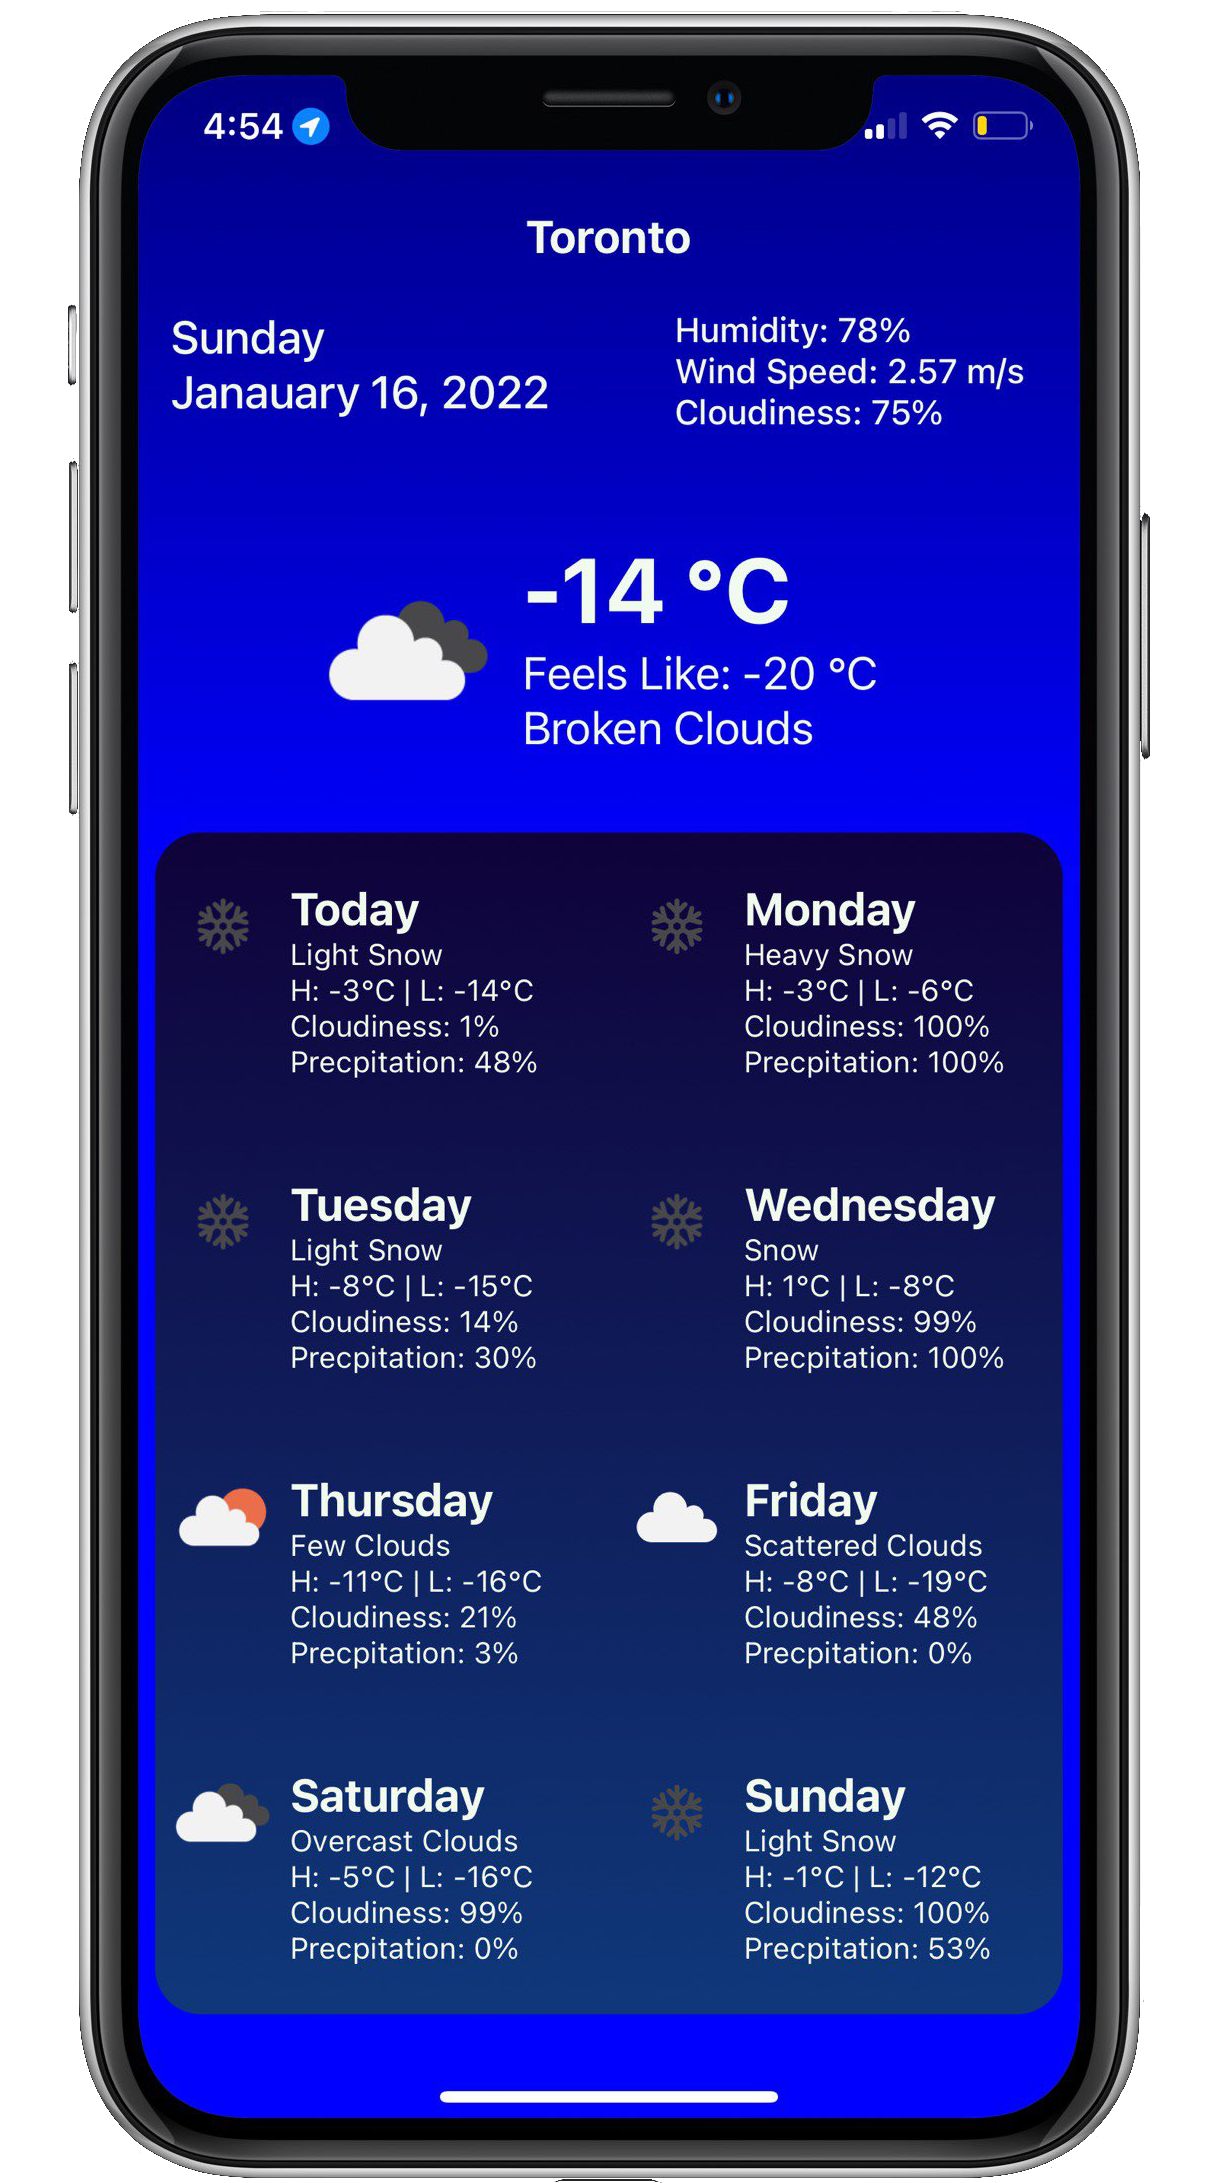 4:54
Toronto
Sunday
Janauary 16, 2022
Humidity: 78%
Wind Speed: 2.57 m/s
Cloudiness: 75%
-14 °C
Feels Like: -20 °C
Broken Clouds
Today
Light Snow
H: -3°C | L: -14°C
Cloudiness: 1%
Precpitation: 48%
Monday
Heavy Snow
H: -3°C | L: -6°C
Cloudiness: 100%
Precpitation: 100%
Tuesday
Light Snow
H: -8°C | L: -15°C
Cloudiness: 14%
Precpitation: 30%
Wednesday
Snow
H: 1°C | L: -8°C
Cloudiness: 99%
Precpitation: 100%
Thursday
Few Clouds
H: -11°C | L: -16°C
Cloudiness: 21%
Precpitation: 3%
Friday
Scattered Clouds
H: -8°C | L: -19°C
Cloudiness: 48%
Precpitation: 0%
Saturday
Overcast Clouds
H: -5°C | L: -16°C
Cloudiness: 99%
Precpitation: 0%
Sunday
Light Snow
H: -1°C | L: -12°C
Cloudiness: 100%
Precpitation: 53%